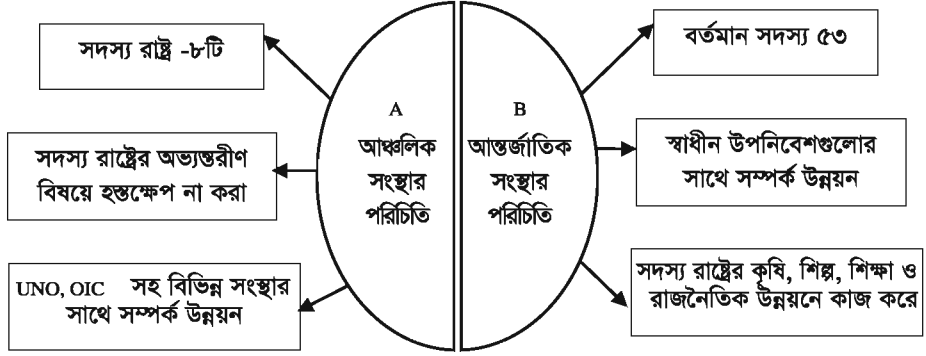 সদস্য রাষ্ট্র -৮টি
সদস্য রাষ্ট্রের অভ্যন্তরীণ
বিষয়ে হস্তক্ষেপ না করা
UNO, OIC সহ বিভিন্ন সংস্থার
সাথে সম্পর্ক উন্নয়ন
A
আঞ্চলিক
সংস্থার
পরিচিতি
B
আন্তর্জাতিক
সংস্থার
পরিচিতি
বর্তমান সদস্য ৫৩
স্বাধীন উপনিবেশগুলোর
সাথে সম্পর্ক উন্নয়ন
সদস্য রাষ্ট্রের কৃষি, শিল্প, শিক্ষা ও
রাজনৈতিক উন্নয়নে কাজ করে